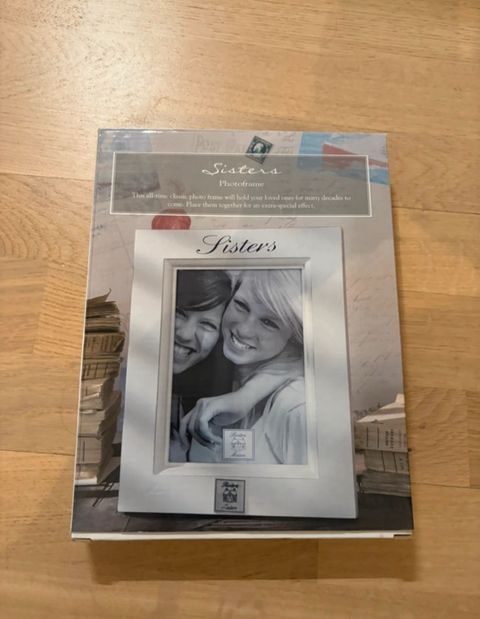 Sisters
Photoframe
This all-time classic photo frame will hold your loved ones for many decades to
come. Place them together for an extra-special effect.
Sisters